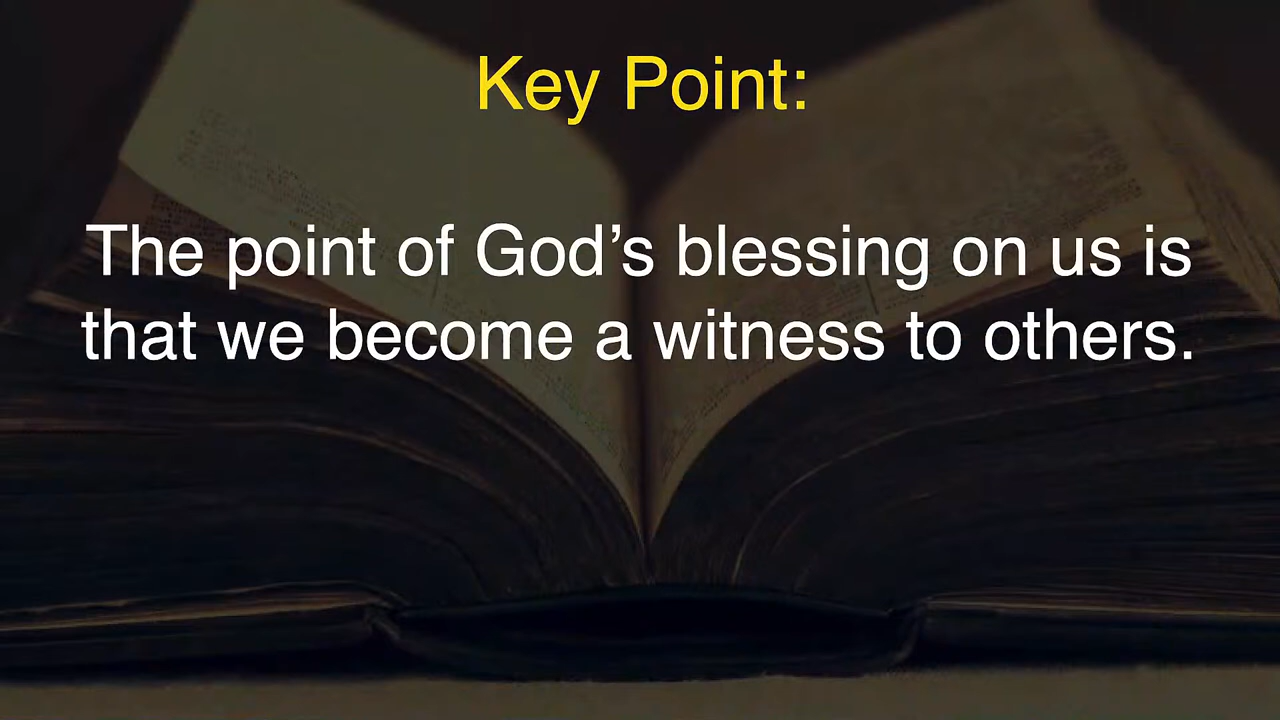 Key Point:
The point of God’s blessing on us is
that we become a witness to others.